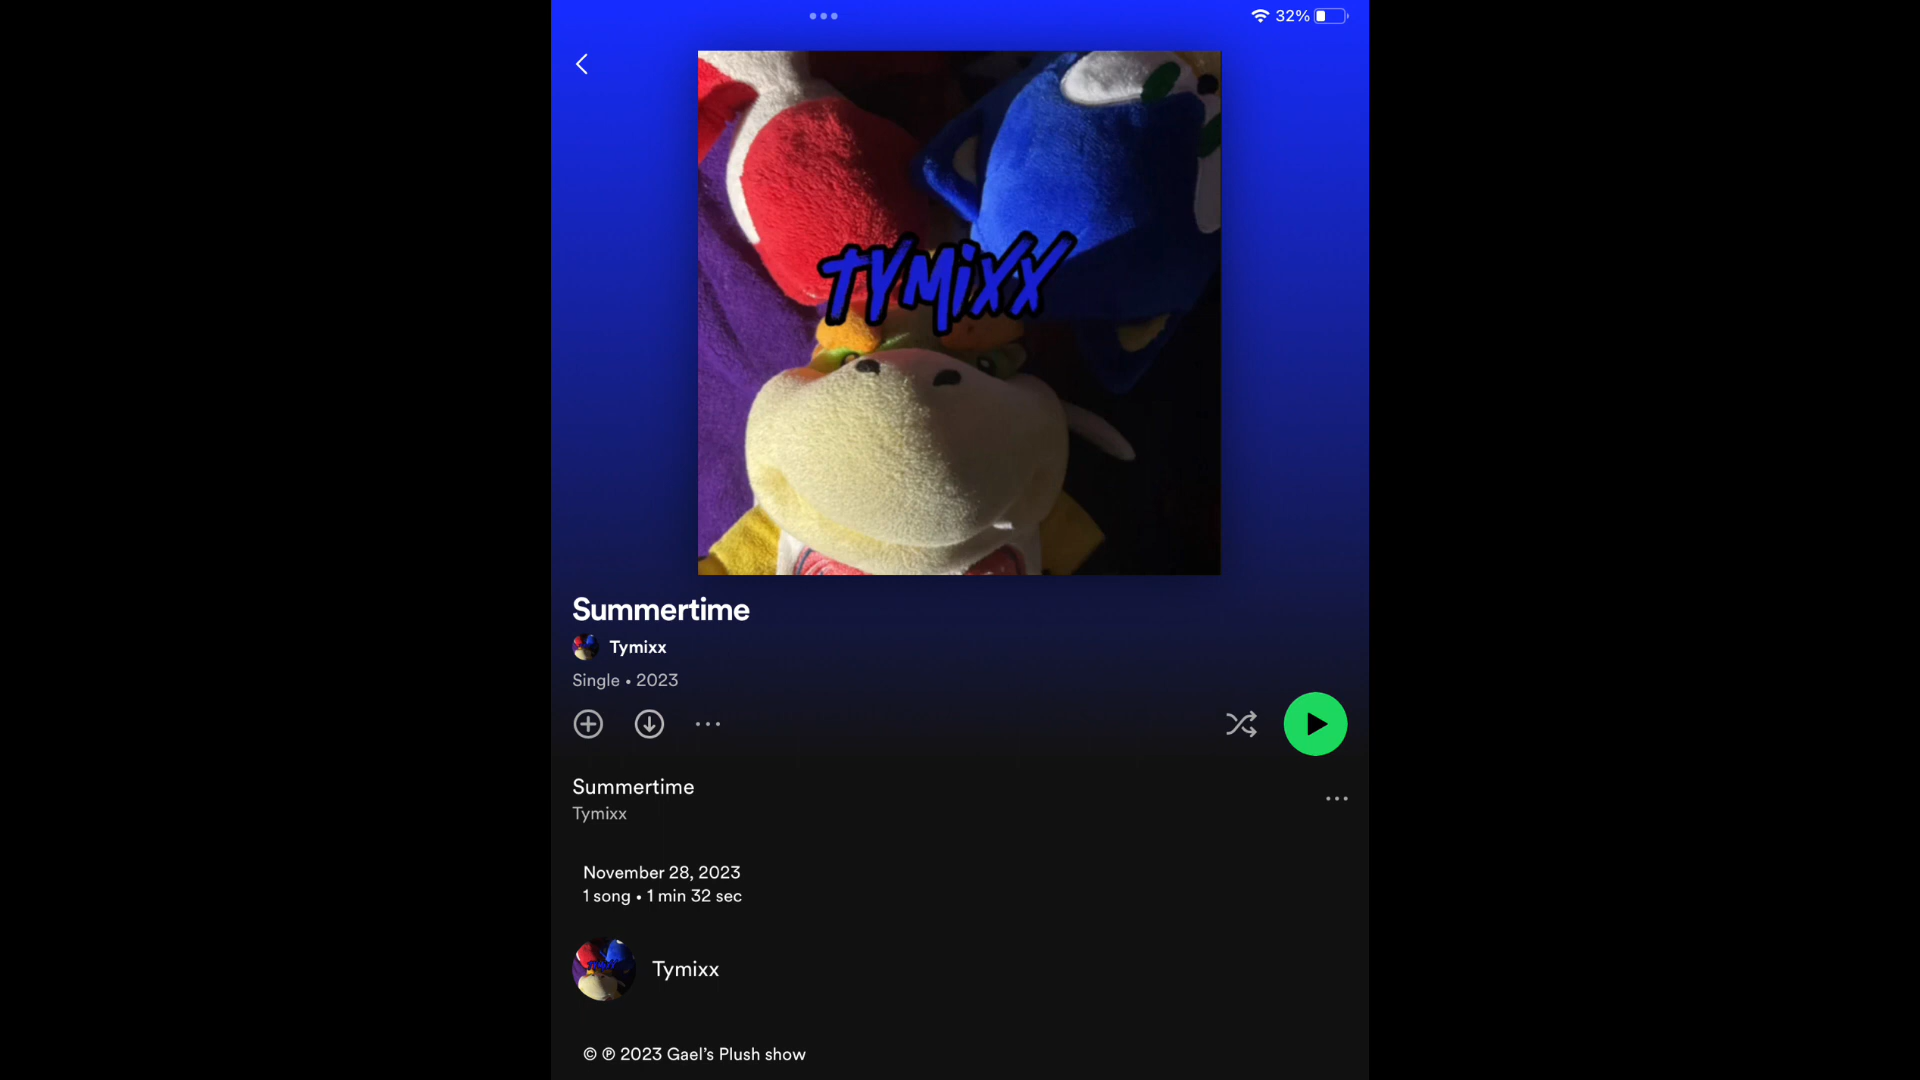 32%
TYMiXX
Summertime
Tymixx
Single • 2023
Summertime
Tymixx
November 28, 2023
1 song • 1 min 32 sec
Tymixx
© ℗ 2023 Gael’s Plush show